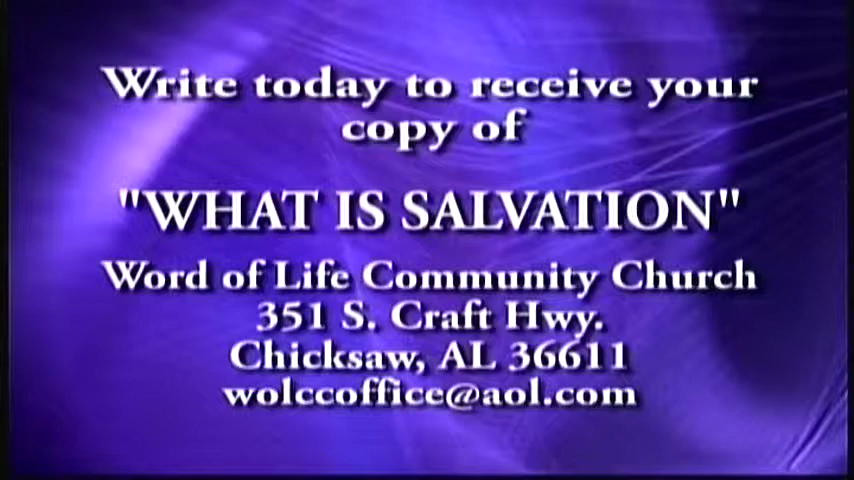 Write today to receive your
copy of
"WHAT IS SALVATION"
Word of Life Community Church
351 S. Craft Hwy.
Chicksaw, AL 36611
wolccoffice@aol.com